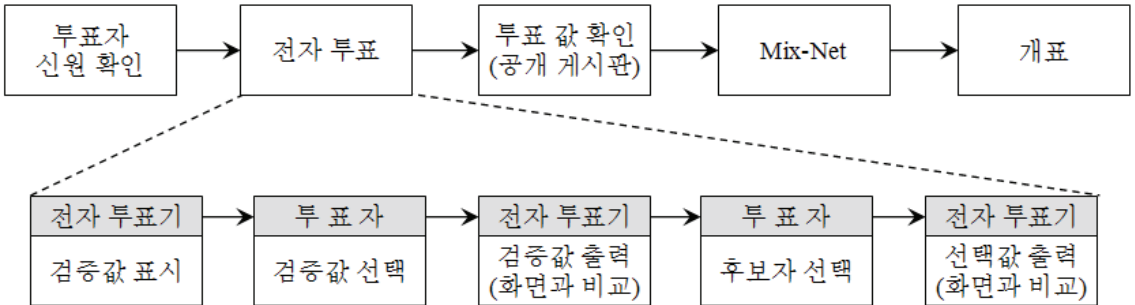 투표자
신원 확인
전자 투표
투표 값 확인
(공개 게시판)
Mix-Net
개표
전자 투표기
검증값 표시
투 표 자
검증값 선택
전자 투표기
검증값 출력
(화면과 비교)
투 표 자
후보자 선택
전자 투표기
선택값 출력
(화면과 비교)